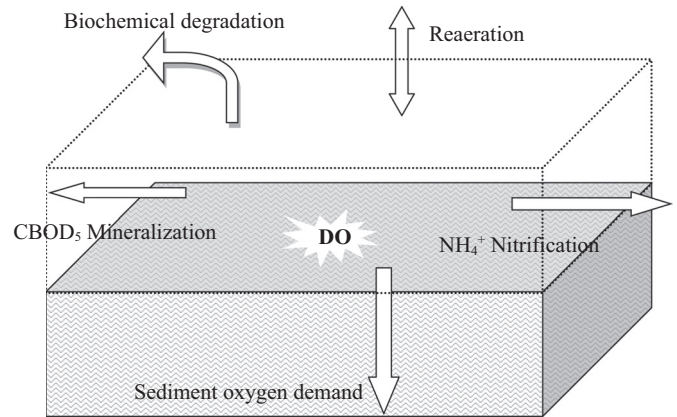 Biochemical degradation
Reaeration
CBOD₅ Mineralization
DO
NH₄⁺ Nitrification
Sediment oxygen demand